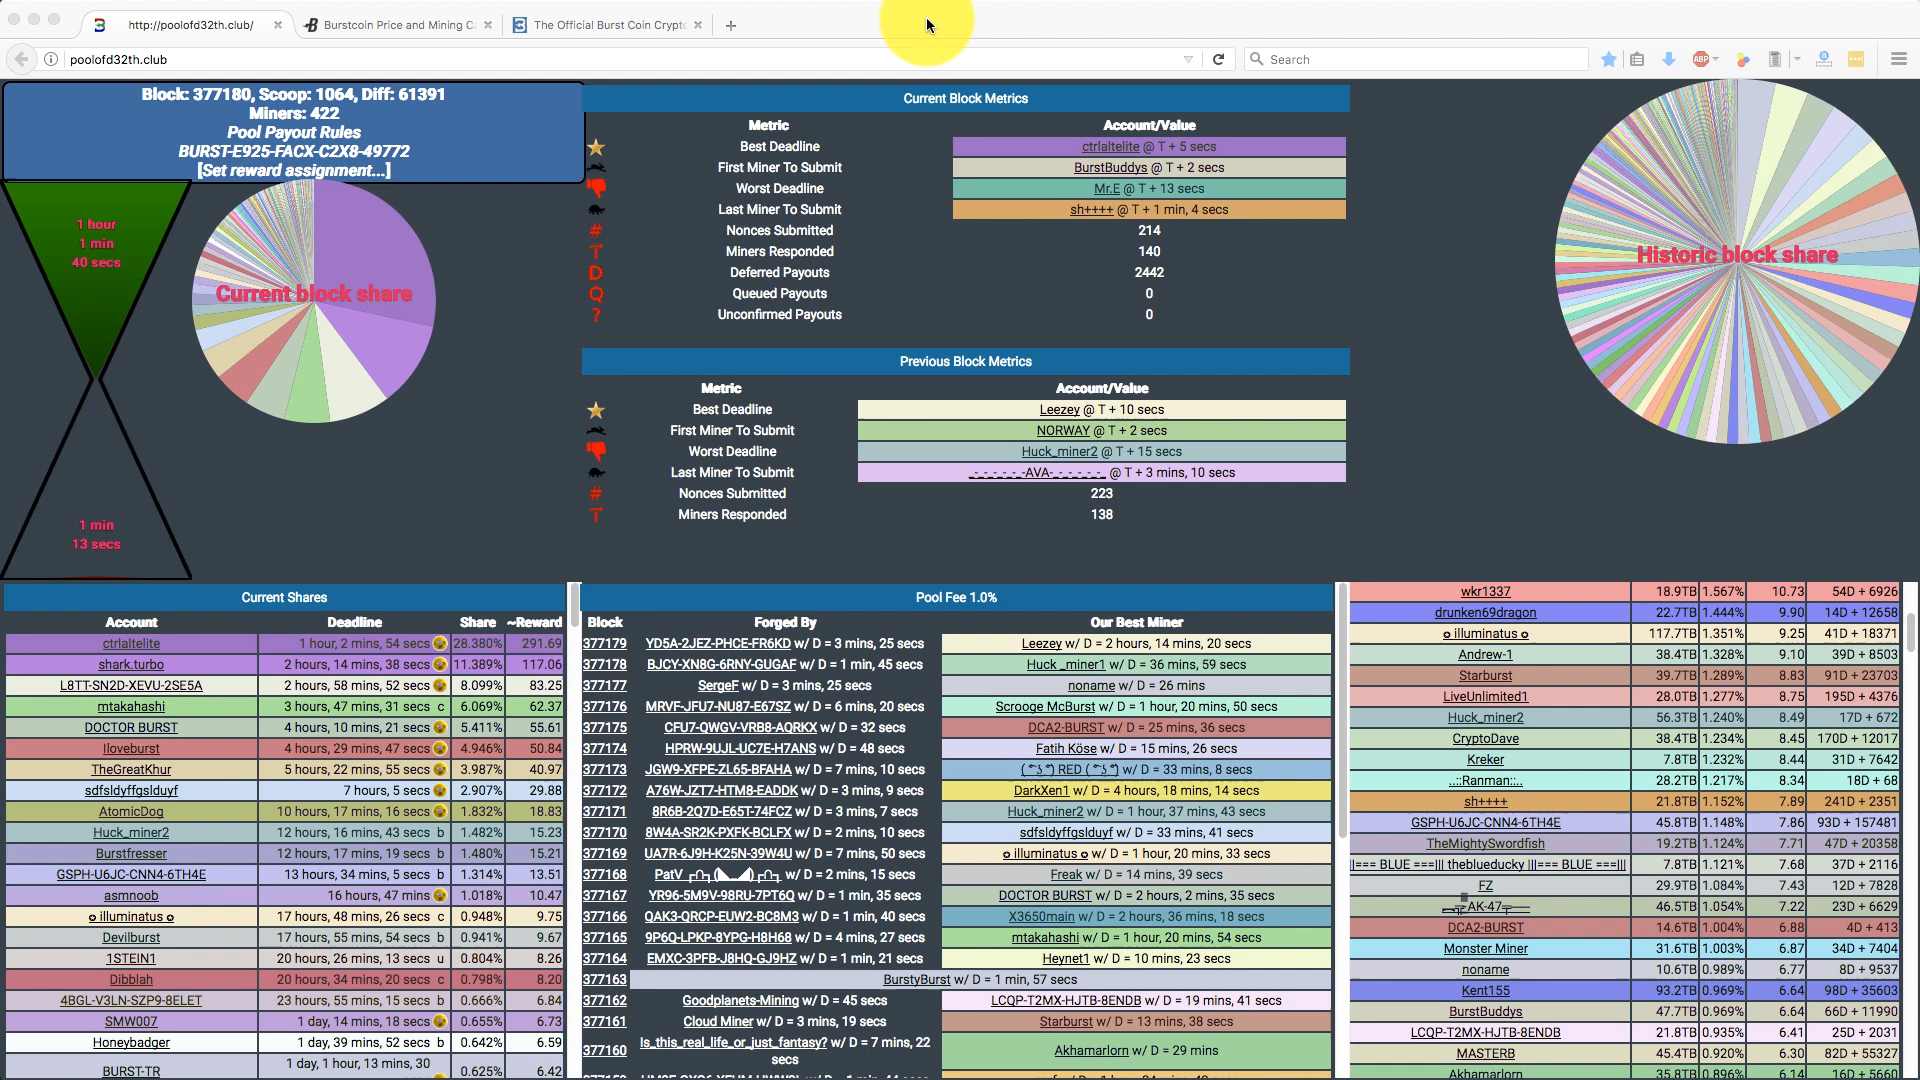 http://poolofd32th.club/
Burstcoin Price and Mining Ca
The Official Burst Coin Crypto
poolofd32th.club
Search
Block: 377180, Scoop: 1064, Diff: 61391
Miners: 422
Pool Payout Rules
BURST-E925-FACX-C2X8-49772
[Set reward assignment...]
1 hour
1 min
40 secs
1 min
13 secs
Current block share
Current Block Metrics
Metric Account/Value
Best Deadline ctrlaltelite @ T + 5 secs
First Miner To Submit BurstBuddys @ T + 2 secs
Worst Deadline Mr.E @ T + 13 secs
Last Miner To Submit sh++++ @ T + 1 min, 4 secs
# Nonces Submitted 214
T Miners Responded 140
D Deferred Payouts 2442
Q Queued Payouts 0
? Unconfirmed Payouts 0
Previous Block Metrics
Metric Account/Value
Best Deadline Leezey @ T + 10 secs
First Miner To Submit NORWAY @ T + 2 secs
Worst Deadline Huck_miner2 @ T + 15 secs
Last Miner To Submit _-_-_-_-_-_-AVA-_-_-_-_-_-_ @ T + 3 mins, 10 secs
# Nonces Submitted 223
T Miners Responded 138
Historic block share
Current Shares
Account Deadline Share ~Reward
ctrlaltelite 1 hour, 2 mins, 54 secs 28.380% 291.69
shark.turbo 2 hours, 14 mins, 38 secs 11.389% 117.06
L8TT-SN2D-XEVU-2SE5A 2 hours, 58 mins, 52 secs 8.099% 83.25
mtakahashi 3 hours, 47 mins, 31 secs c 6.069% 62.37
DOCTOR BURST 4 hours, 10 mins, 21 secs 5.411% 55.61
Iloveburst 4 hours, 29 mins, 47 secs 4.946% 50.84
TheGreatKhur 5 hours, 22 mins, 55 secs 3.987% 40.97
sdfsldyffgslduyf 7 hours, 5 secs 2.907% 29.88
AtomicDog 10 hours, 17 mins, 16 secs 1.832% 18.83
Huck_miner2 12 hours, 16 mins, 43 secs b 1.482% 15.23
Burstfresser 12 hours, 17 mins, 19 secs b 1.480% 15.21
GSPH-U6JC-CNN4-6TH4E 13 hours, 34 mins, 5 secs b 1.314% 13.51
asmnoob 16 hours, 47 mins 1.018% 10.47
o illuminatus o 17 hours, 48 mins, 26 secs c 0.948% 9.75
Devilburst 17 hours, 55 mins, 54 secs b 0.941% 9.67
1STEIN1 20 hours, 26 mins, 13 secs u 0.804% 8.26
Dibblah 20 hours, 34 mins, 20 secs c 0.798% 8.20
4BGL-V3LN-SZP9-8ELET 23 hours, 55 mins, 15 secs b 0.666% 6.84
SMW007 1 day, 14 mins, 18 secs 0.655% 6.73
Honeybadger 1 day, 39 mins, 52 secs b 0.642% 6.59
BURST-TR 1 day, 1 hour, 13 mins, 30 0.625% 6.42
Pool Fee 1.0%
Block Forged By Our Best Miner
377179 YD5A-2JEZ-PHCE-FR6KD w/ D = 3 mins, 25 secs Leezey w/ D = 2 hours, 14 mins, 20 secs
377178 BJCY-XN8G-6RNY-GUGAF w/ D = 1 min, 45 secs Huck _miner1 w/ D = 36 mins, 59 secs
377177 SergeF w/ D = 3 mins, 25 secs noname w/ D = 26 mins
377176 MRVF-JFU7-NU87-E67SZ w/ D = 6 mins, 20 secs Scrooge McBurst w/ D = 1 hour, 20 mins, 50 secs
377175 CFU7-QWGV-VRB8-AQRKX w/ D = 32 secs DCA2-BURST w/ D = 25 mins, 36 secs
377174 HPRW-9UJL-UC7E-H7ANS w/ D = 48 secs Fatih Köse w/ D = 15 mins, 26 secs
377173 JGW9-XFPE-ZL65-BFAHA w/ D = 7 mins, 10 secs ( ͡° ͜ʖ ͡°) RED ( ͡° ͜ʖ ͡°) w/ D = 33 mins, 8 secs
377172 A76W-JZT7-HTM8-EADDK w/ D = 3 mins, 9 secs DarkXen1 w/ D = 4 hours, 18 mins, 14 secs
377171 8R6B-2Q7D-E65T-74FCZ w/ D = 3 mins, 7 secs Huck_miner2 w/ D = 1 hour, 37 mins, 43 secs
377170 8W4A-SR2K-PXFK-BCLFX w/ D = 2 mins, 10 secs sdfsldyffgslduyf w/ D = 33 mins, 41 secs
377169 UA7R-6J9H-K25N-39W4U w/ D = 7 mins, 50 secs o illuminatus o w/ D = 1 hour, 20 mins, 33 secs
377168 PatV w/ D = 2 mins, 15 secs Freak w/ D = 14 mins, 39 secs
377167 YR96-5M9V-98RU-7PT6Q w/ D = 1 min, 35 secs DOCTOR BURST w/ D = 2 hours, 2 mins, 35 secs
377166 QAK3-QRCP-EUW2-BC8M3 w/ D = 1 min, 40 secs X3650main w/ D = 2 hours, 36 mins, 18 secs
377165 9P6Q-LPKP-8YPG-H8H68 w/ D = 4 mins, 27 secs mtakahashi w/ D = 1 hour, 20 mins, 54 secs
377164 EMXC-3PFB-J8HQ-GJ9HZ w/ D = 1 min, 21 secs Heynet1 w/ D = 10 mins, 23 secs
377163 BurstyBurst w/ D = 1 min, 57 secs
377162 Goodplanets-Mining w/ D = 45 secs LCQP-T2MX-HJTB-8ENDB w/ D = 19 mins, 41 secs
377161 Cloud Miner w/ D = 3 mins, 19 secs Starburst w/ D = 13 mins, 38 secs
377160 Is_this_real_life_or_just_fantasy? w/ D = 7 mins, 22 secs Akhamarlorn w/ D = 29 mins
wkr1337 18.9TB 1.567% 10.73 54D + 6926
drunken69dragon 22.7TB 1.444% 9.90 14D + 12658
o illuminatus o 117.7TB 1.351% 9.25 41D + 18371
Andrew-1 38.4TB 1.328% 9.10 39D + 8503
Starburst 39.7TB 1.289% 8.83 91D + 23703
LiveUnlimited1 28.0TB 1.277% 8.75 195D + 4376
Huck_miner2 56.3TB 1.240% 8.49 17D + 672
CryptoDave 38.4TB 1.234% 8.45 170D + 12017
Kreker 7.8TB 1.232% 8.44 31D + 7642
..::Ranman::.. 28.2TB 1.217% 8.34 18D + 68
sh++++ 21.8TB 1.152% 7.89 241D + 2351
GSPH-U6JC-CNN4-6TH4E 45.8TB 1.148% 7.86 93D + 157481
TheMightySwordfish 19.2TB 1.124% 7.71 47D + 20358
||=== BLUE ===||| theblueducky |||=== BLUE ===||| 7.8TB 1.121% 7.68 37D + 2116
FZ 29.9TB 1.084% 7.43 12D + 7828
AK-47 46.5TB 1.054% 7.22 23D + 6629
DCA2-BURST 14.6TB 1.004% 6.88 4D + 413
Monster Miner 31.6TB 1.003% 6.87 34D + 7404
noname 10.6TB 0.989% 6.77 8D + 9537
Kent155 93.2TB 0.969% 6.64 98D + 35603
BurstBuddys 47.7TB 0.969% 6.64 66D + 11990
LCQP-T2MX-HJTB-8ENDB 21.8TB 0.935% 6.41 25D + 2031
MASTERB 45.4TB 0.920% 6.30 82D + 55327
Akhamarlorn 35.8TB 0.896% 6.14 16D + 5660